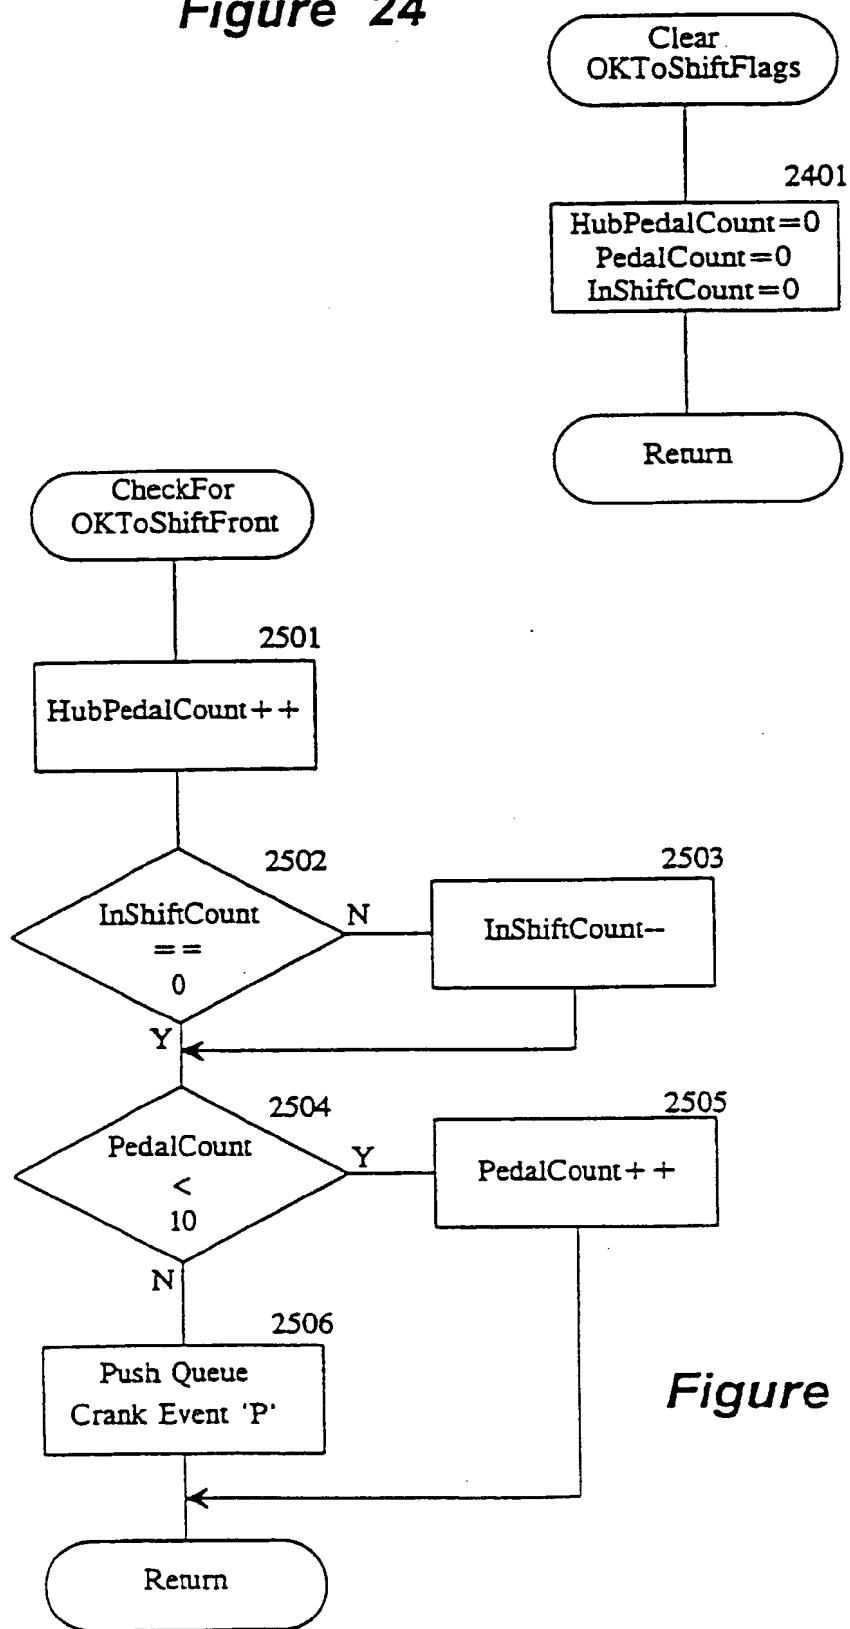 Figure 24
Clear
OKToShiftFlags
2401
HubPedalCount=0
PedalCount=0
InShiftCount=0
Return
CheckFor
OKToShiftFront
2501
HubPedalCount++
2502
InShiftCount
==
0
N
Y
2503
InShiftCount--
2504
PedalCount
<
10
Y
N
2505
PedalCount++
2506
Push Queue
Crank Event 'P'
Figure
Return